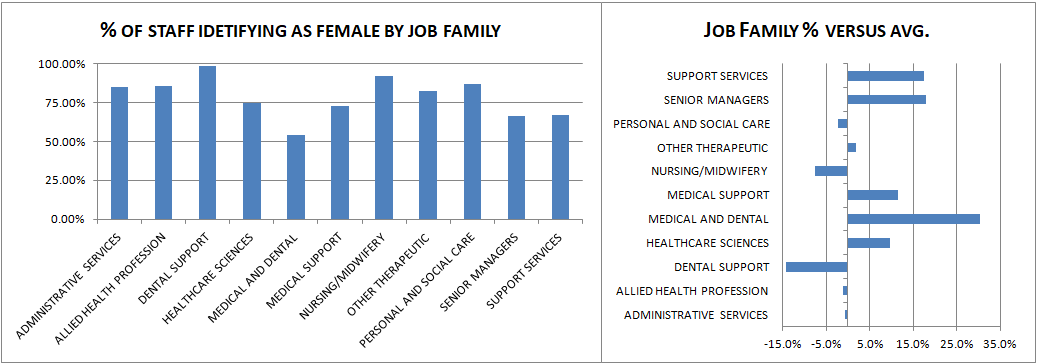 % OF STAFF IDETIFYING AS FEMALE BY JOB FAMILY
100.00%
75.00%
50.00%
25.00%
0.00%
ADMINISTRATIVE SERVICES
ALLIED HEALTH PROFESSION
DENTAL SUPPORT
HEALTHCARE SCIENCES
MEDICAL AND DENTAL
MEDICAL SUPPORT
NURSING/MIDWIFERY
OTHER THERAPEUTIC
PERSONAL AND SOCIAL CARE
SENIOR MANAGERS
SUPPORT SERVICES
JOB FAMILY % VERSUS AVG.
SUPPORT SERVICES
SENIOR MANAGERS
PERSONAL AND SOCIAL CARE
OTHER THERAPEUTIC
NURSING/MIDWIFERY
MEDICAL SUPPORT
MEDICAL AND DENTAL
HEALTHCARE SCIENCES
DENTAL SUPPORT
ALLIED HEALTH PROFESSION
ADMINISTRATIVE SERVICES
-15.0% -5.0% 5.0% 15.0% 25.0% 35.0%